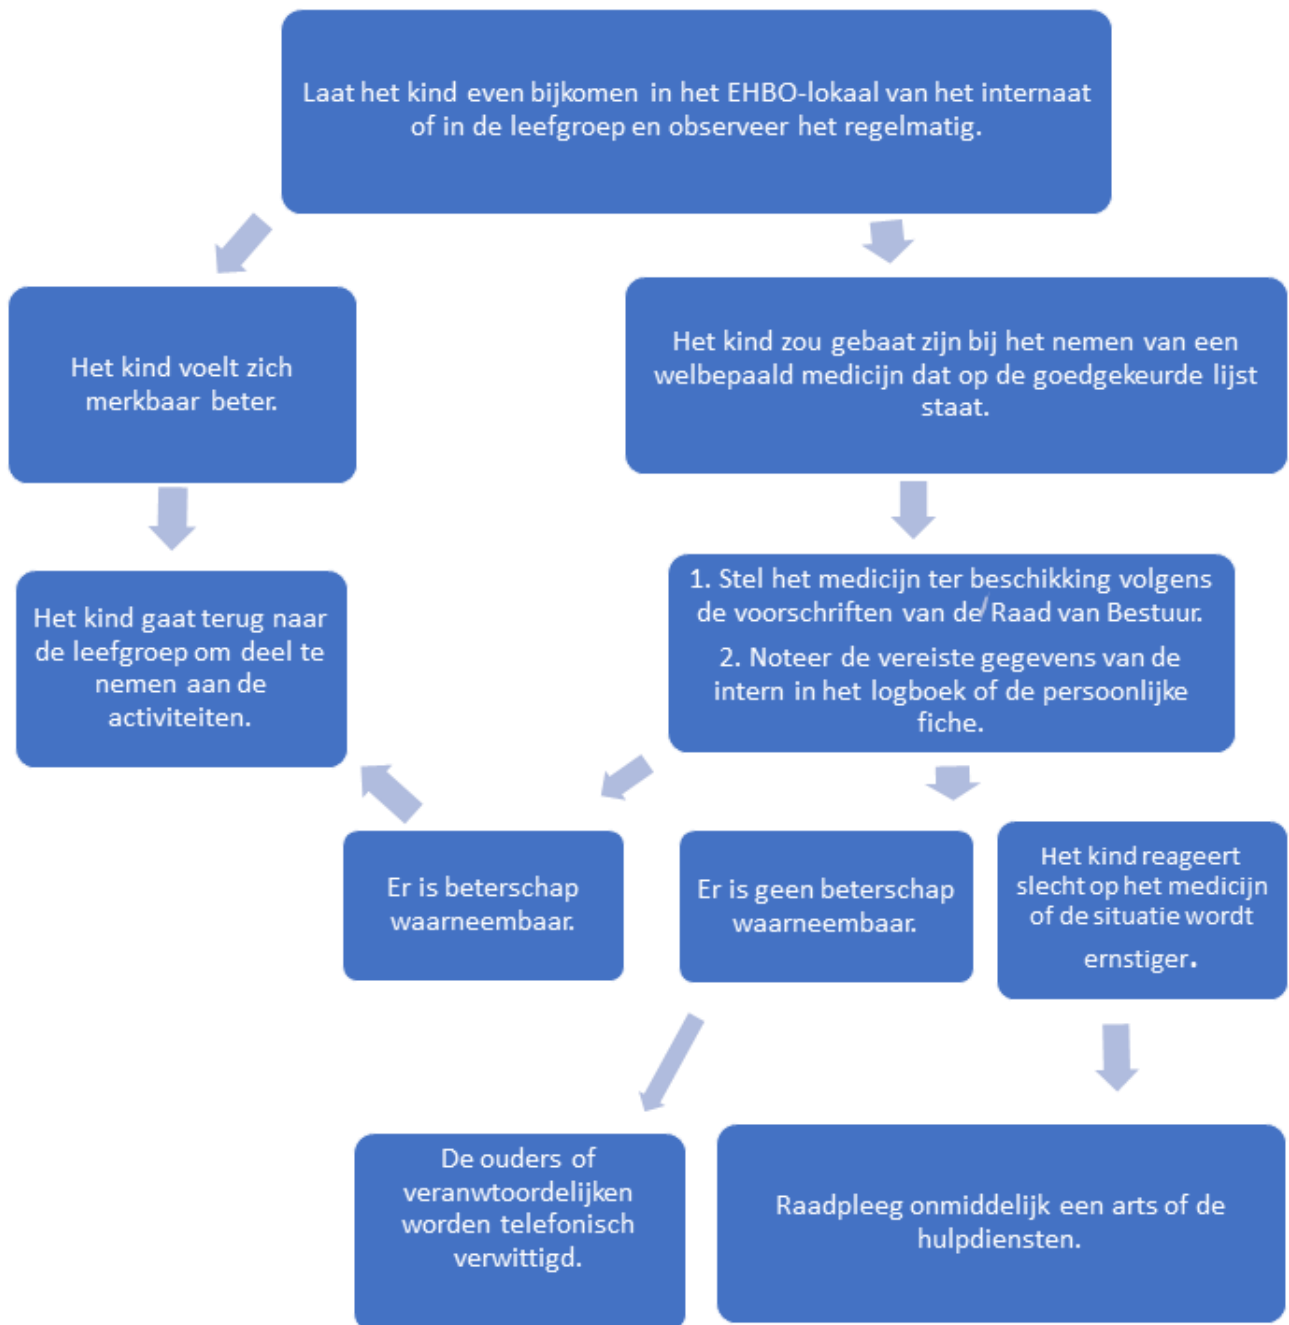 Laat het kind even bijkomen in het EHBO-lokaal van het internaat
of in de leefgroep en observeer het regelmatig.
Het kind voelt zich
merkbaar beter.
Het kind zou gebaat zijn bij het nemen van een
welbepaald medicijn dat op de goedgekeurde lijst
staat.
Het kind gaat terug naar
de leefgroep om deel te
nemen aan de
activiteiten.
1. Stel het medicijn ter beschikking volgens
de voorschriften van de/ Raad van Bestuur.
2. Noteer de vereiste gegevens van de
intern in het logboek of de persoonlijke
fiche.
Er is beterschap
waarneembaar.
Er is geen beterschap
waarneembaar.
Het kind reageert
slecht op het medicijn
of de situatie wordt
ernstiger.
De ouders of
veranwtoordelijken
worden telefonisch
verwittigd.
Raadpleeg onmiddelijk een arts of de
hulpdiensten.